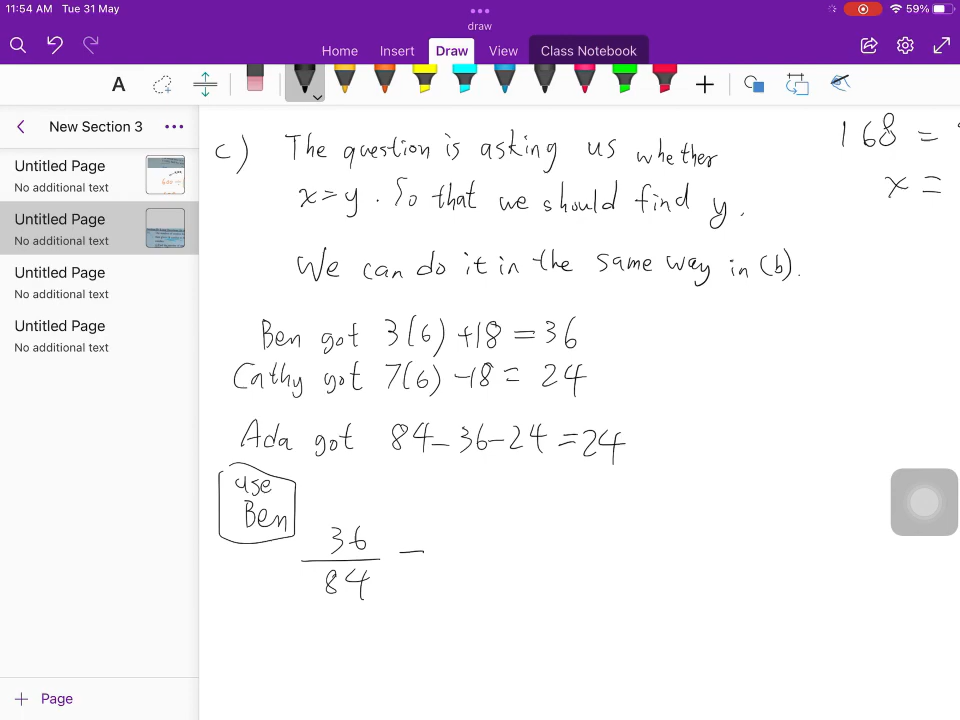 11:54 AM Tue 31 May
59%
draw
Home Insert Draw View Class Notebook
A
New Section 3
Untitled Page
No additional text
Untitled Page
No additional text
Untitled Page
No additional text
Untitled Page
No additional text
+ Page
c) The question is asking us whether
x=y. So that we should find y.
We can do it in the same way in (b).
Ben got 3(6)+18=36
Cathy got 7(6)-18=24
Ada got 84-36-24=24
use
Ben
36
84
168 =
x =